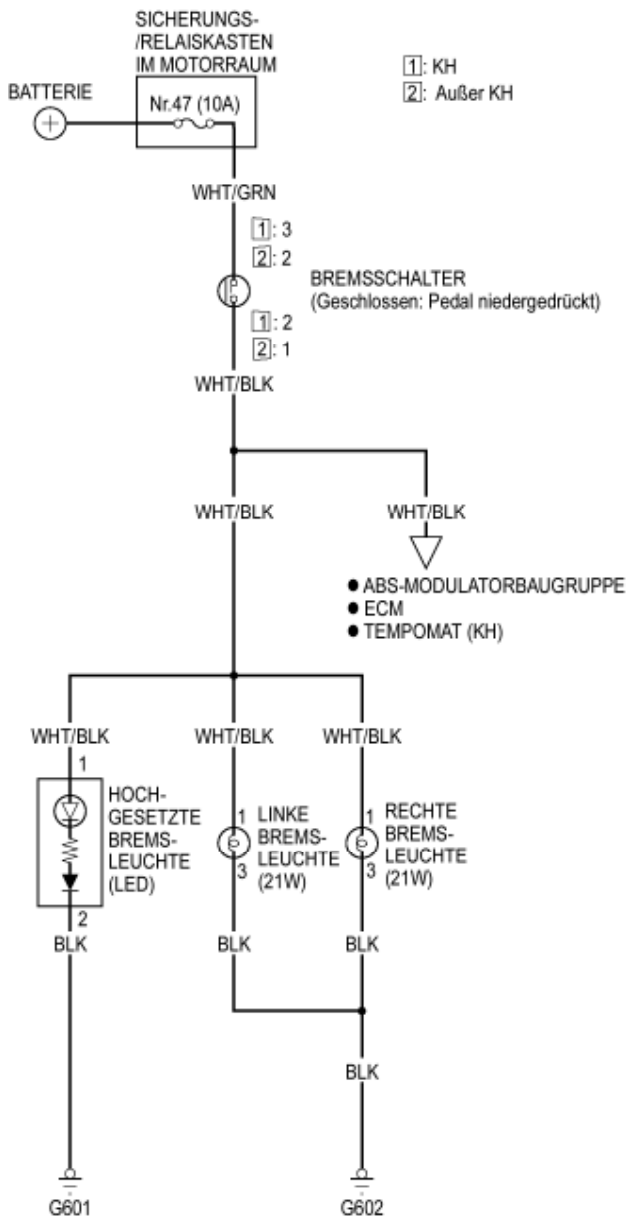 SICHERUNGS-
/RELAISKASTEN
IM MOTORRAUM
1: KH
2: Außer KH
BATTERIE
Nr.47 (10A)
WHT/GRN
1: 3
2: 2
BREMSSCHALTER
(Geschlossen: Pedal niedergedrückt)
1: 2
2: 1
WHT/BLK
WHT/BLK
WHT/BLK
● ABS-MODULATORBAUGRUPPE
● ECM
● TEMPOMAT (KH)
WHT/BLK
WHT/BLK
WHT/BLK
1
HOCH-
GESETZTE
BREMS-
LEUCHTE
(LED)
2
1
LINKE
BREMS-
LEUCHTE
(21W)
3
1
RECHTE
BREMS-
LEUCHTE
(21W)
3
BLK
BLK
BLK
BLK
G601
G602